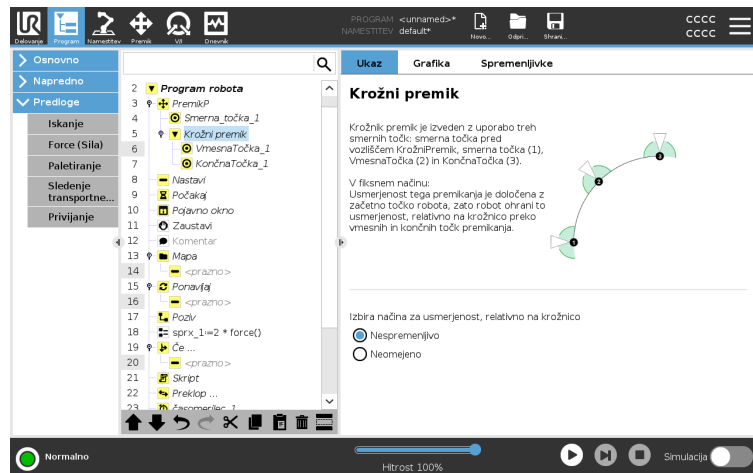 PROGRAM <unnamed>*
NAMESTITEV default*
CCCC
CCCC
Delovanje Program Namestitev Premik V/I Dnevnik Novo... Odpri... Shrani...
Osnovno
Napredno
Predloge
Iskanje
Force (Sila)
Paletiranje
Sledenje
transportne...
Privijanje
2 Program robota
3 PremikP
4 Smerna_točka_1
5 Krožni premik
6 VmesnaTočka_1
7 KončnaTočka_1
8 Nastavi
9 Počakaj
10 Pojavno okno
11 Zaustavi
12 Komentar
13 Mapa
14 <prazno>
15 Ponavljaj
16 <prazno>
17 Poziv
18 sprx_1:=2 * force()
19 Če ...
20 <prazno>
21 Skript
22 Preklop ...
23 časomerilec_1
Ukaz Grafika Spremenljivke
Krožni premik
Krožnik premik je izveden z uporabo treh
smernih točk: smerna točka pred
vozliščem KrožniPremik, smerna točka (1),
VmesnaTočka (2) in KončnaTočka (3).
V fiksnem načinu:
Usmerjenost tega premikanja je določena z
začetno točko robota, zato robot ohrani to
usmerjenost, relativno na krožnico preko
vmesnih in končnih točk premikanja.
3
2
1
Izbira načina za usmerjenost, relativno na krožnico
Nespremenljivo
Neomejeno
Normalno
Hitrost 100%
Simulacija